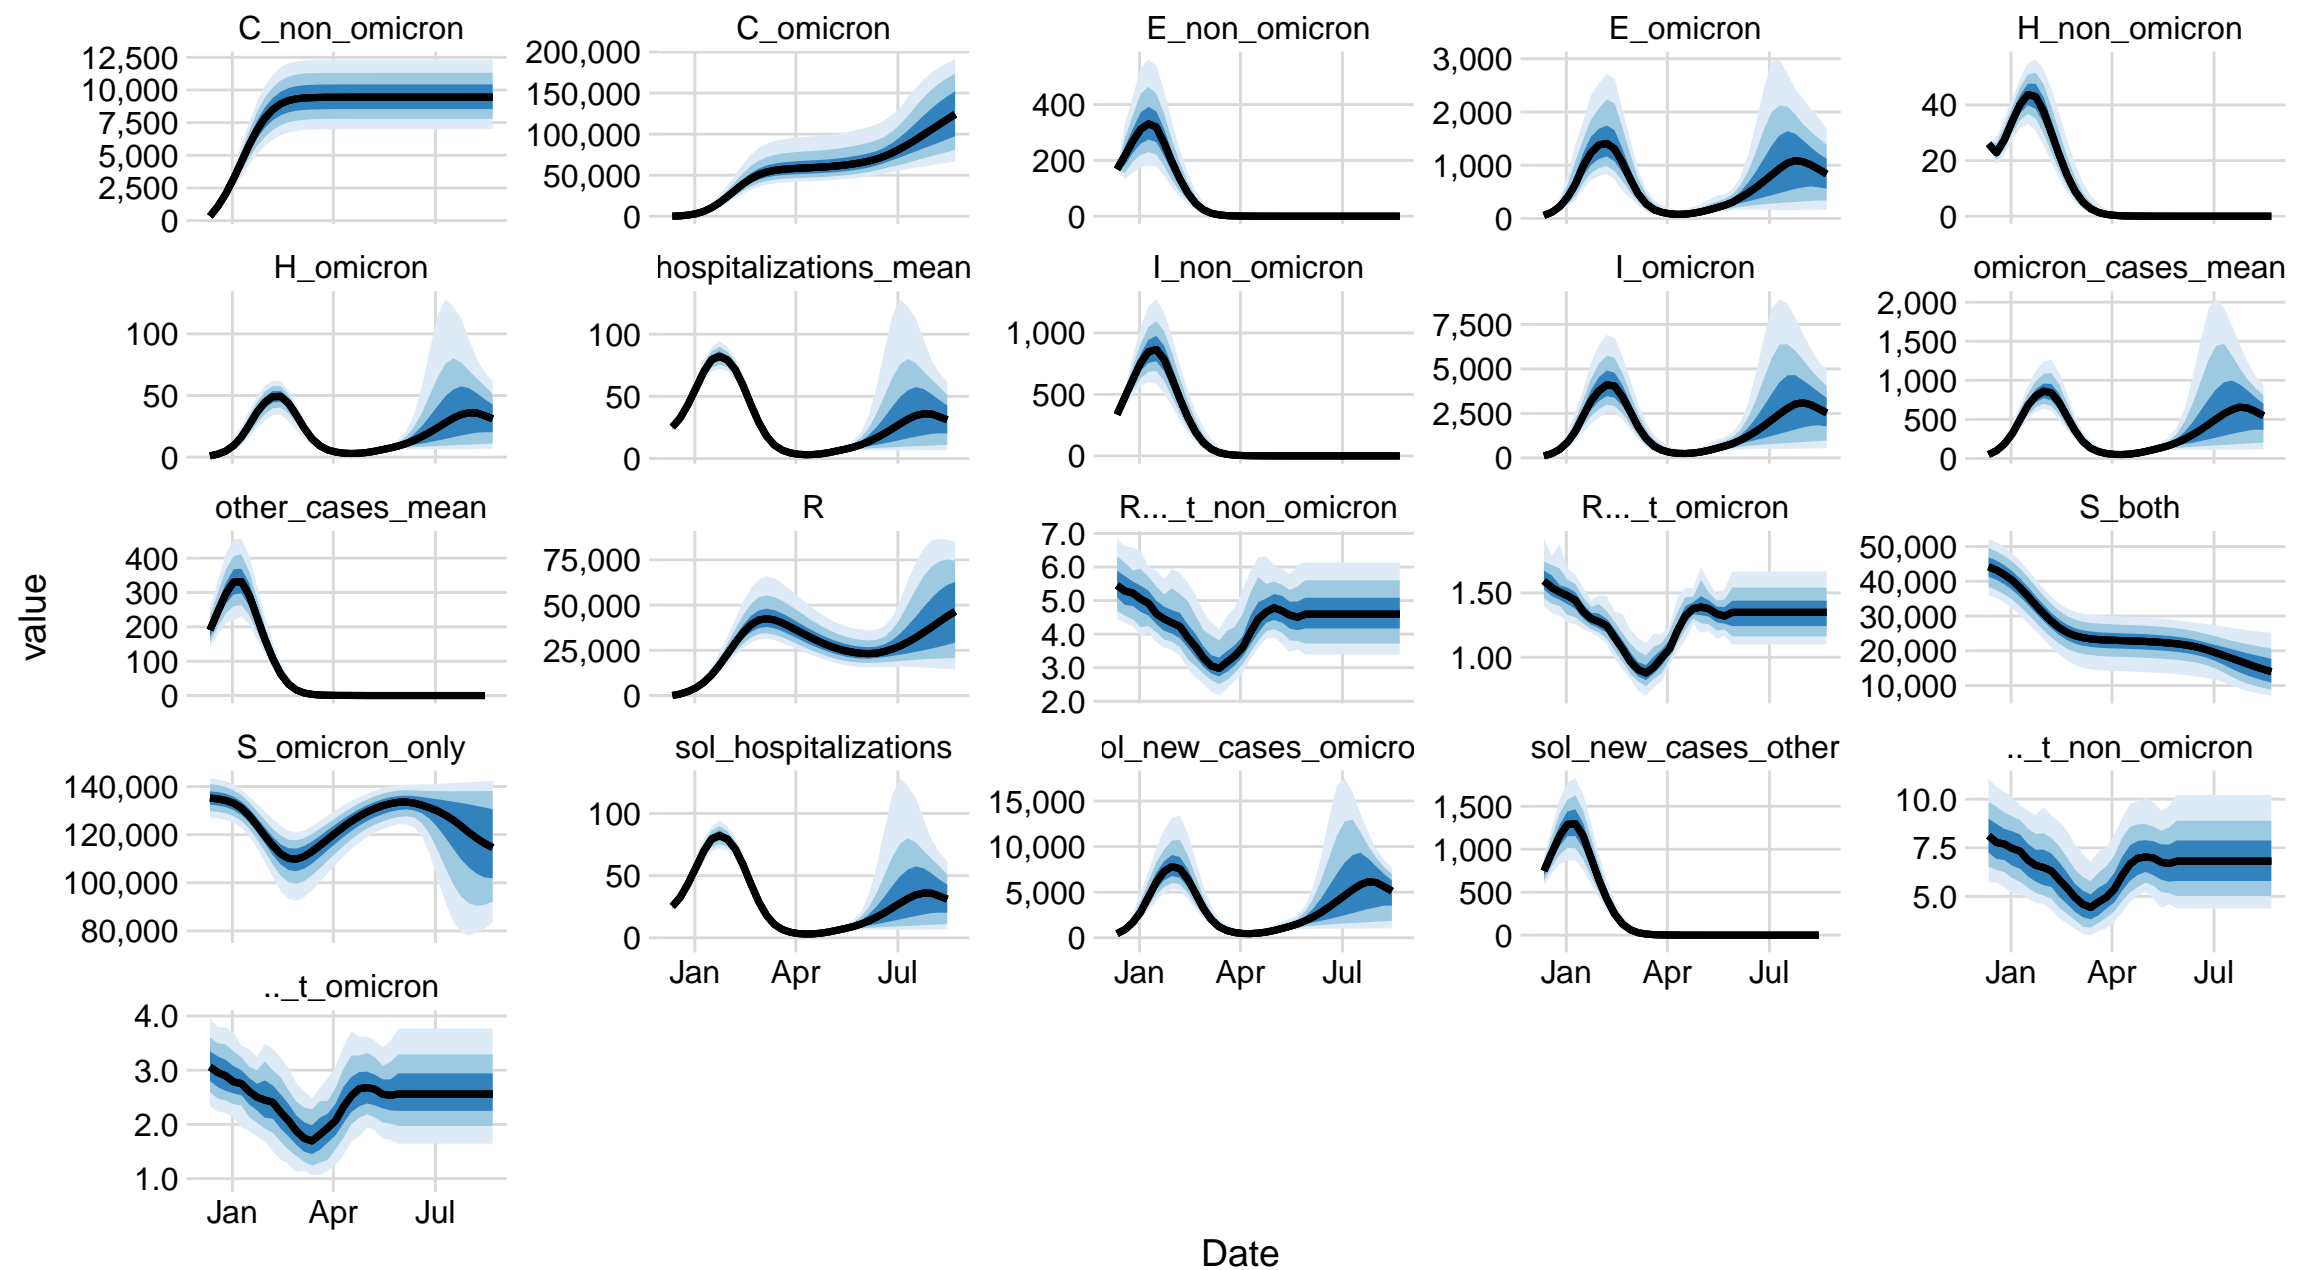 C_non_omicron
12,500
10,000
7,500
5,000
2,500
0
C_omicron
200,000
150,000
100,000
50,000
0
E_non_omicron
400
200
0
E_omicron
3,000
2,000
1,000
0
H_non_omicron
40
20
0
H_omicron
100
50
0
hospitalizations_mean
100
50
0
I_non_omicron
1,000
500
0
I_omicron
7,500
5,000
2,500
0
omicron_cases_mean
2,000
1,500
1,000
500
0
other_cases_mean
400
300
200
100
0
R
75,000
50,000
25,000
0
R..._t_non_omicron
7.0
6.0
5.0
4.0
3.0
2.0
R..._t_omicron
1.50
1.00
S_both
50,000
40,000
30,000
20,000
10,000
S_omicron_only
140,000
120,000
100,000
80,000
sol_hospitalizations
100
50
0
Jan Apr Jul
ol_new_cases_omicro
15,000
10,000
5,000
0
Jan Apr Jul
sol_new_cases_other
1,500
1,000
500
0
Jan Apr Jul
.._t_non_omicron
10.0
7.5
5.0
Jan Apr Jul
.._t_omicron
4.0
3.0
2.0
1.0
Jan Apr Jul
value
Date